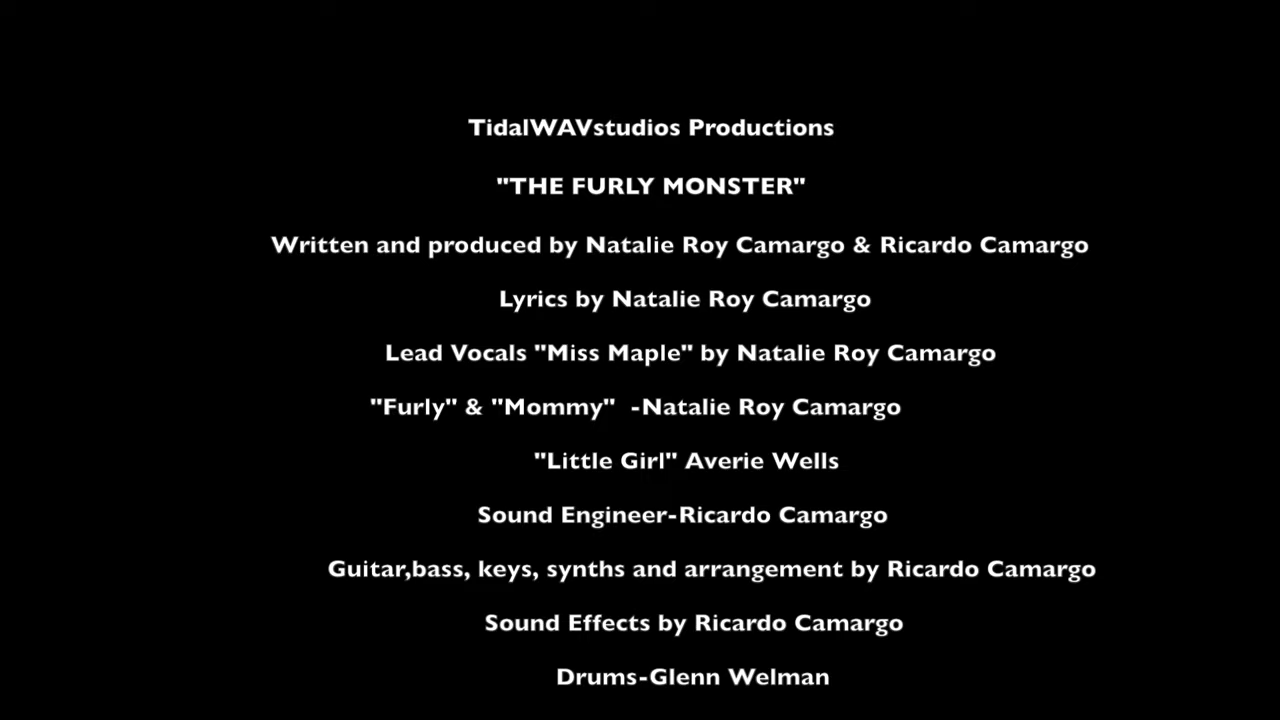 TidalWAVstudios Productions
"THE FURLY MONSTER"
Written and produced by Natalie Roy Camargo & Ricardo Camargo
Lyrics by Natalie Roy Camargo
Lead Vocals "Miss Maple" by Natalie Roy Camargo
"Furly" & "Mommy"  -Natalie Roy Camargo
"Little Girl" Averie Wells
Sound Engineer-Ricardo Camargo
Guitar,bass, keys, synths and arrangement by Ricardo Camargo
Sound Effects by Ricardo Camargo
Drums-Glenn Welman